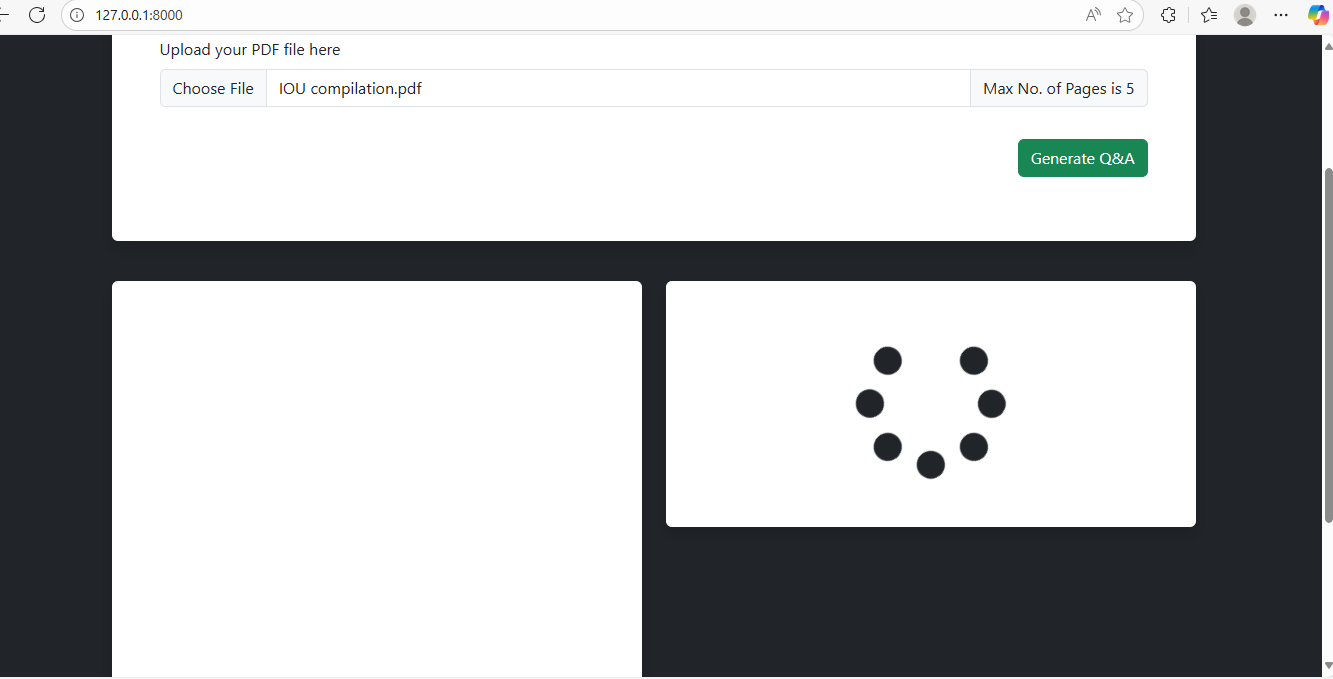 127.0.0.1:8000
Upload your PDF file here
Choose File IOU compilation.pdf Max No. of Pages is 5
Generate Q&A